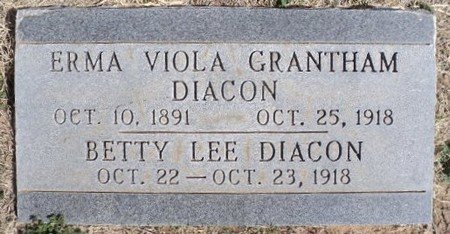 ERMA VIOLA GRANTHAM
DIACON
OCT. 10, 1891 OCT. 25, 1918
BETTY LEE DIACON
OCT. 22 — OCT. 23, 1918